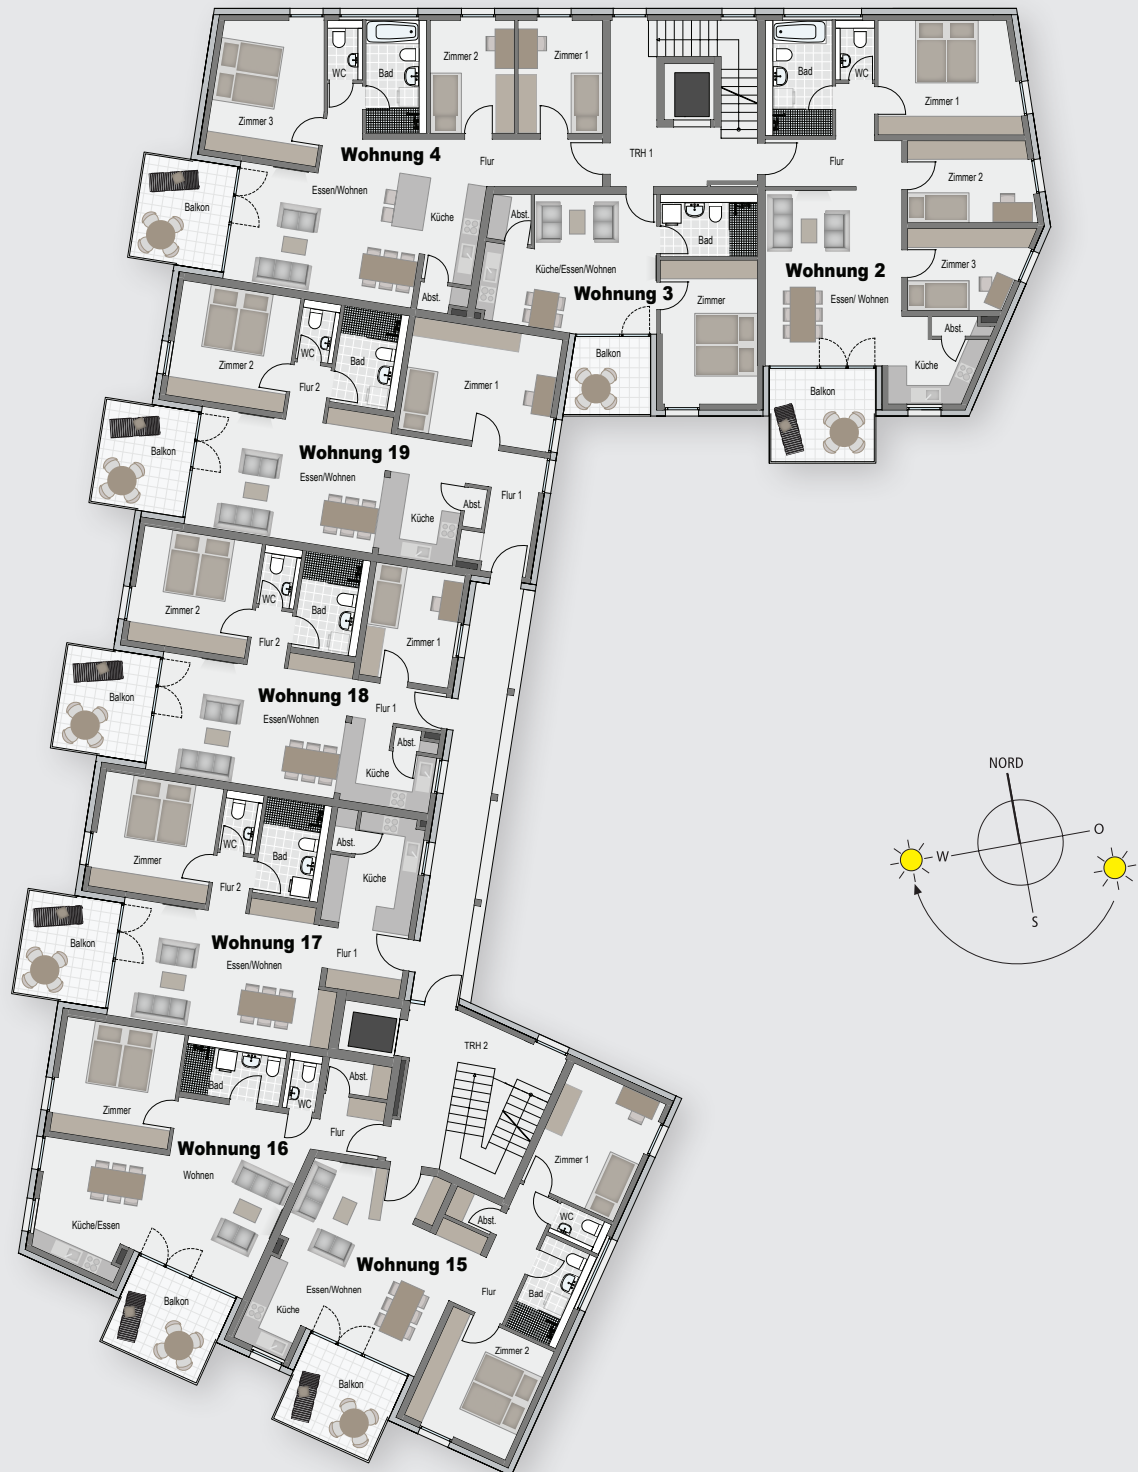 Zimmer 3
WC
Bad
Zimmer 2
Zimmer 1
Wohnung 4
Flur
TRH 1
Essen/Wohnen
Küche
Abst.
Balkon
Bad
WC
Zimmer 1
Flur
Zimmer 2
Wohnung 2
Zimmer 3
Essen/ Wohnen
Abst.
Küche
Balkon
Abst.
Bad
Küche/Essen/Wohnen
Wohnung 3
Zimmer
Balkon
Zimmer 2
WC
Bad
Flur 2
Zimmer 1
Wohnung 19
Essen/Wohnen
Balkon
Küche
Abst.
Flur 1
Zimmer 2
WC
Bad
Flur 2
Zimmer 1
Wohnung 18
Essen/Wohnen
Balkon
Flur 1
Abst.
Küche
Zimmer
WC
Bad
Flur 2
Abst.
Küche
Wohnung 17
Essen/Wohnen
Balkon
Flur 1
TRH 2
Bad
WC
Abst.
Zimmer
Flur
Wohnung 16
Wohnen
Küche/Essen
Balkon
Zimmer 1
WC
Abst.
Wohnung 15
Essen/Wohnen
Küche
Flur
Bad
Zimmer 2
Balkon
NORD
O
W
S